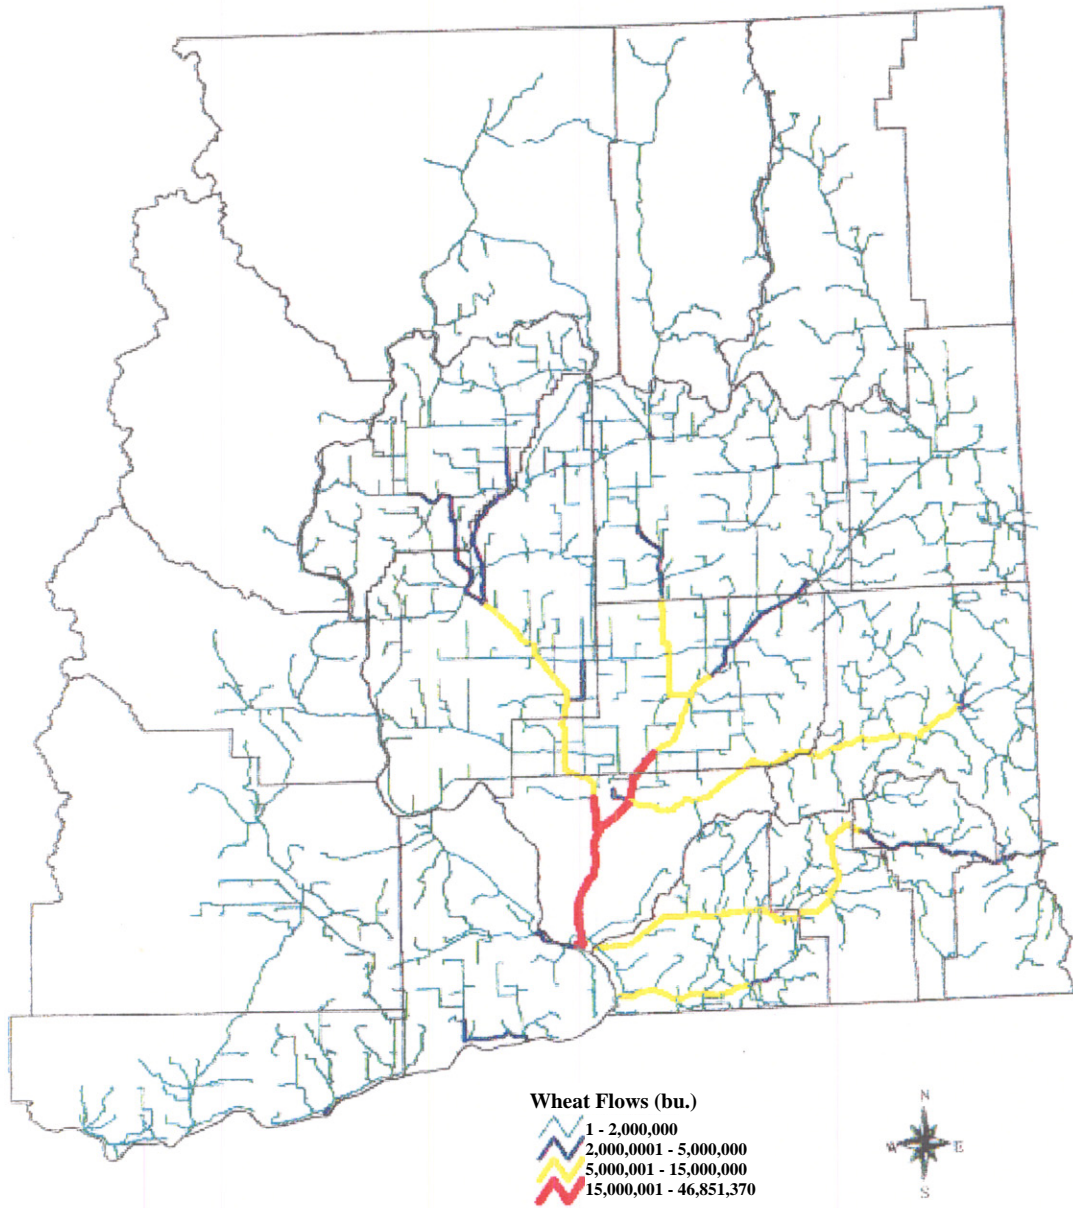 Wheat Flows (bu.)
1 - 2,000,000
2,000,0001 - 5,000,000
5,000,001 - 15,000,000
15,000,001 - 46,851,370
N
W E
S